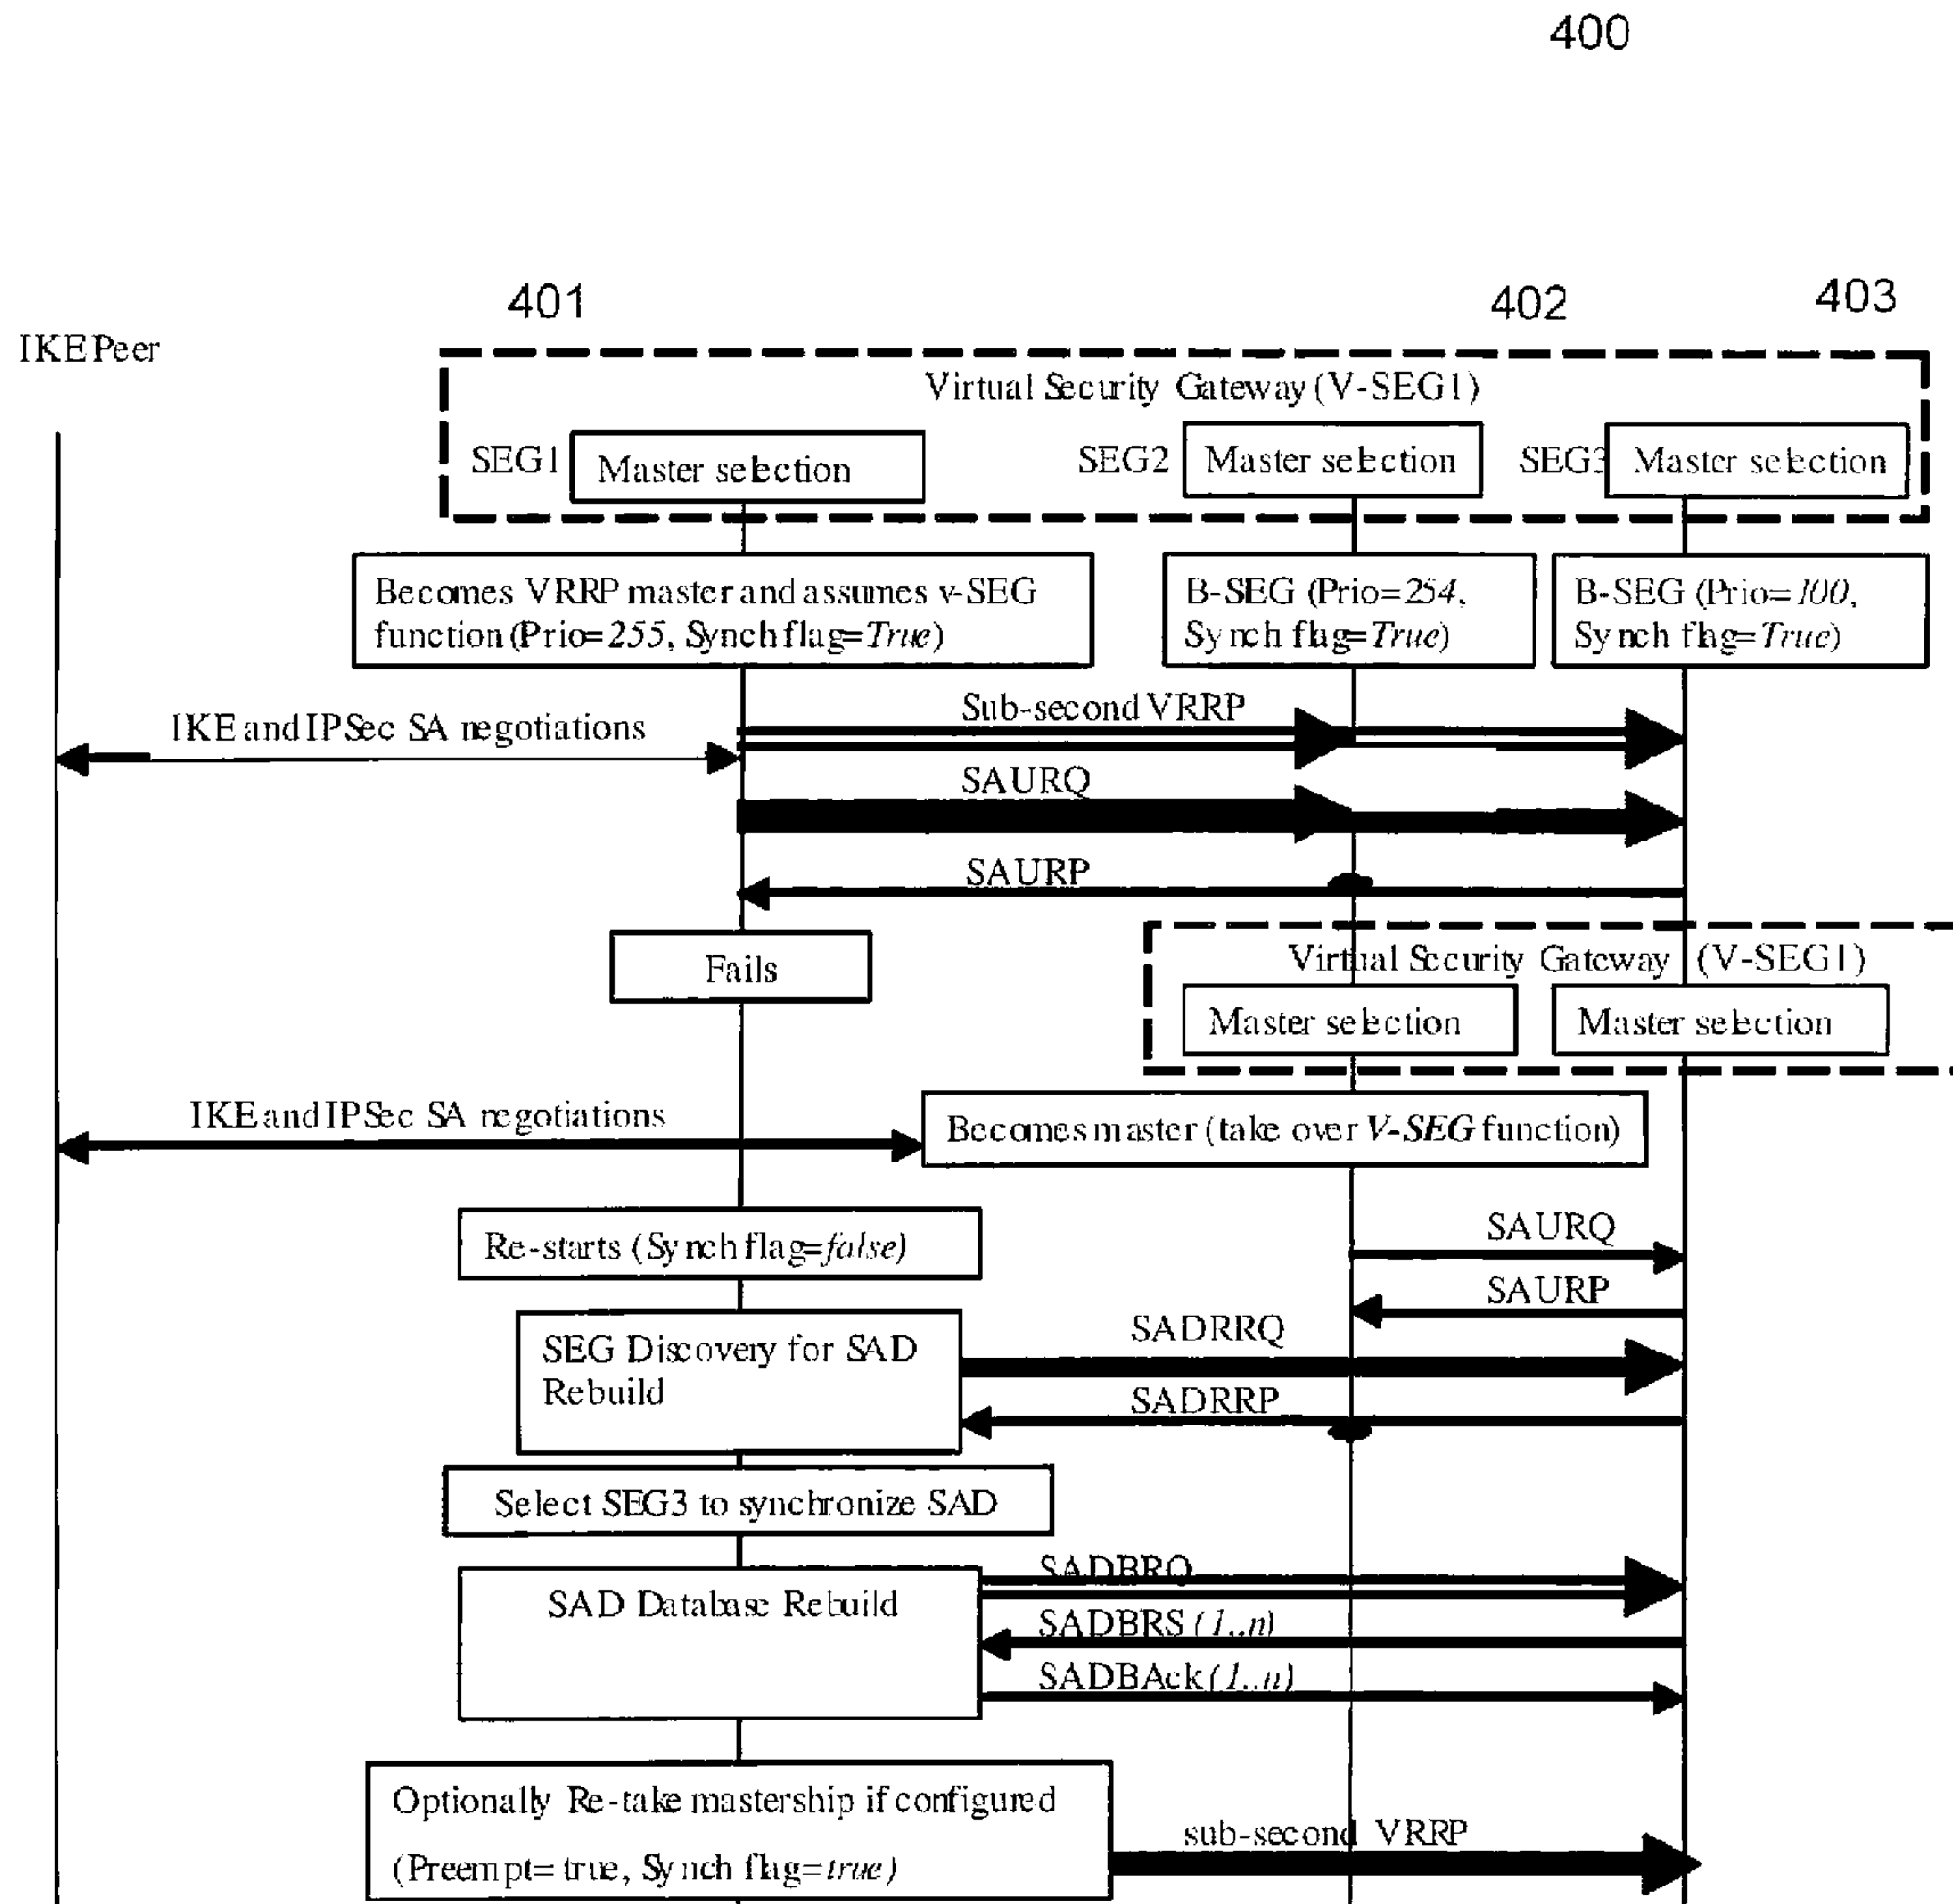 400
401
402
403
IKE Peer
Virtual Security Gateway (V-SEG1)
SEG1
Master selection
SEG2
Master selection
SEG3
Master selection
Becomes VRRP master and assumes v-SEG
function (Prio=255, Synch flag=True)
B-SEG (Prio=254,
Synch flag=True)
B-SEG (Prio=100,
Synch flag=True)
Sub-second VRRP
IKE and IPSec SA negotiations
SAURQ
SAURP
Fails
Virtual Security Gateway (V-SEG1)
Master selection
Master selection
IKE and IPSec SA negotiations
Becomes master (take over V-SEG function)
Re-starts (Synch flag=false)
SAURQ
SAURP
SEG Discovery for SAD
Rebuild
SADRRQ
SADRRP
Select SEG3 to synchronize SAD
SAD Database Rebuild
SADBRQ
SADBRS (1..n)
SADBAck (1..n)
Optionally Re-take mastership if configured
(Preempt= true, Synch flag=true)
sub-second VRRP